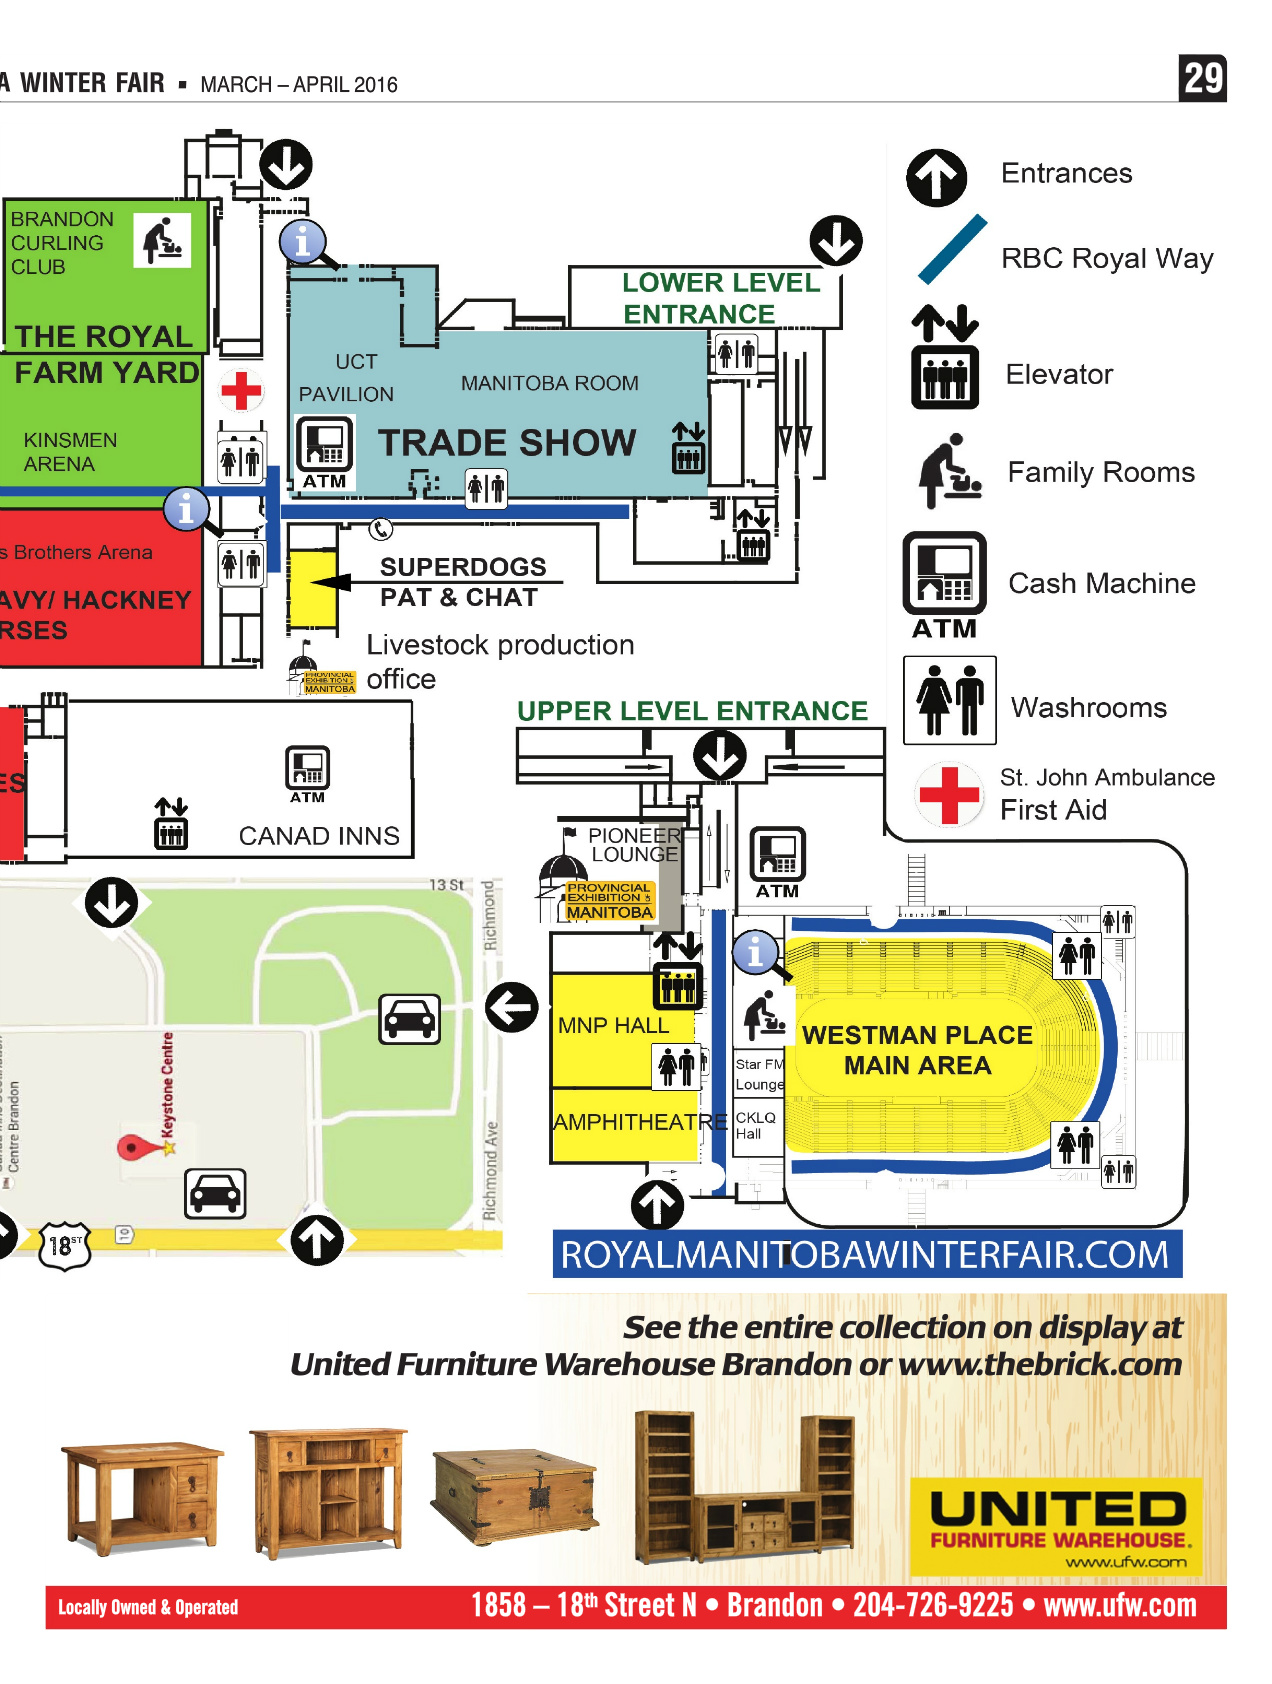 A WINTER FAIR ▪ MARCH – APRIL 2016
29
BRANDON
CURLING
CLUB
THE ROYAL
FARM YARD
KINSMEN
ARENA
s Brothers Arena
AVY/ HACKNEY
RSES
ES
i
i
UCT
PAVILION
MANITOBA ROOM
TRADE SHOW
ATM
LOWER LEVEL
ENTRANCE
SUPERDOGS
PAT & CHAT
Livestock production
office
PROVINCIAL
EXHIBITION OF
MANITOBA
Entrances
RBC Royal Way
Elevator
Family Rooms
Cash Machine
ATM
Washrooms
St. John Ambulance
First Aid
ATM
CANAD INNS
UPPER LEVEL ENTRANCE
PIONEER
LOUNGE
PROVINCIAL
EXHIBITION OF
MANITOBA
ATM
i
MNP HALL
AMPHITHEATRE
Star FM
Lounge
CKLQ
Hall
WESTMAN PLACE
MAIN AREA
13 St
Richmond
Richmond Ave
Keystone Centre
Centre Brandon
18ST
10
ROYALMANITOBAWINTERFAIR.COM
See the entire collection on display at
United Furniture Warehouse Brandon or www.thebrick.com
UNITED
FURNITURE WAREHOUSE®
www.ufw.com
Locally Owned & Operated
1858 – 18th Street N • Brandon • 204-726-9225 • www.ufw.com